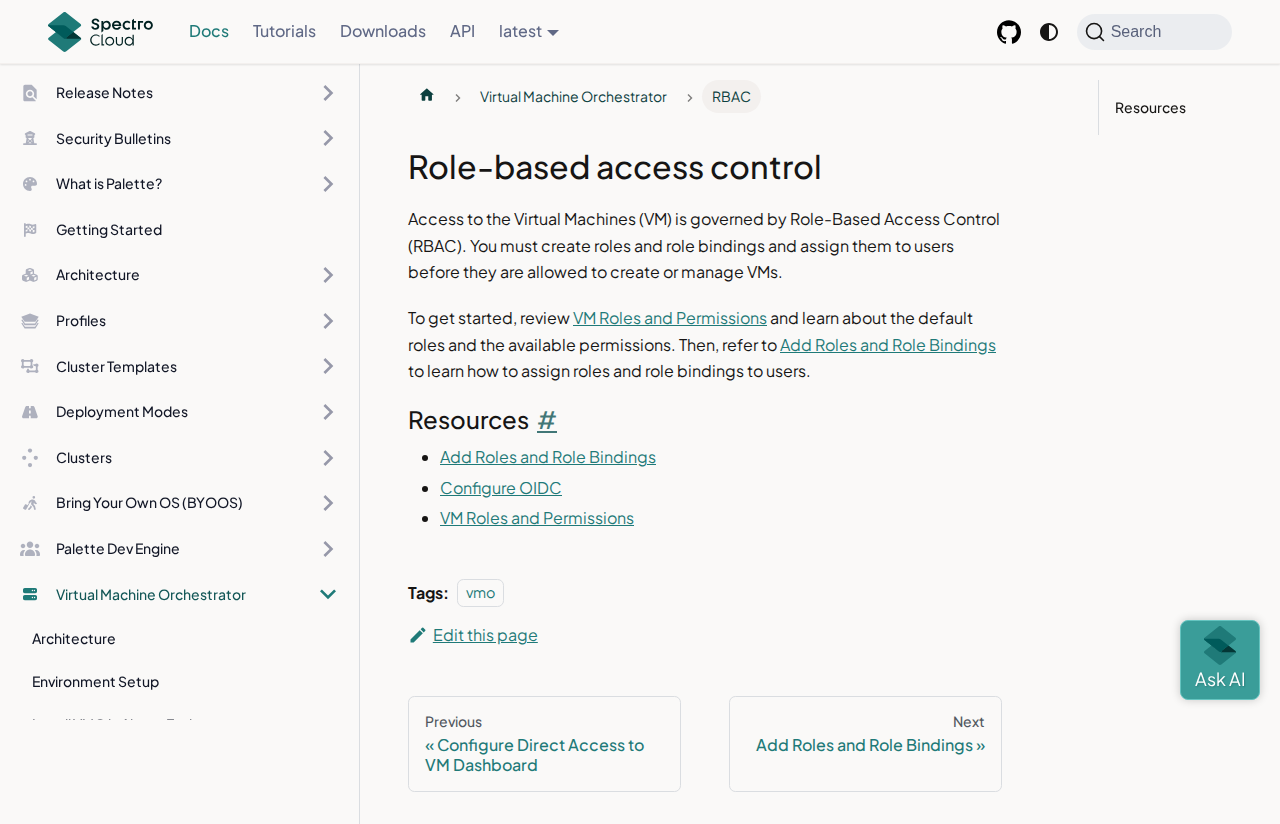 Spectro
Cloud
Docs
Tutorials
Downloads
API
latest
Search
Release Notes
Security Bulletins
What is Palette?
Getting Started
Architecture
Profiles
Cluster Templates
Deployment Modes
Clusters
Bring Your Own OS (BYOOS)
Palette Dev Engine
Virtual Machine Orchestrator
Architecture
Environment Setup
Virtual Machine Orchestrator
RBAC
Role-based access control
Access to the Virtual Machines (VM) is governed by Role-Based Access Control
(RBAC). You must create roles and role bindings and assign them to users
before they are allowed to create or manage VMs.
To get started, review VM Roles and Permissions and learn about the default
roles and the available permissions. Then, refer to Add Roles and Role Bindings
to learn how to assign roles and role bindings to users.
Resources #
Add Roles and Role Bindings
Configure OIDC
VM Roles and Permissions
Tags: vmo
Edit this page
Previous
« Configure Direct Access to
VM Dashboard
Next
Add Roles and Role Bindings »
Resources
Ask AI